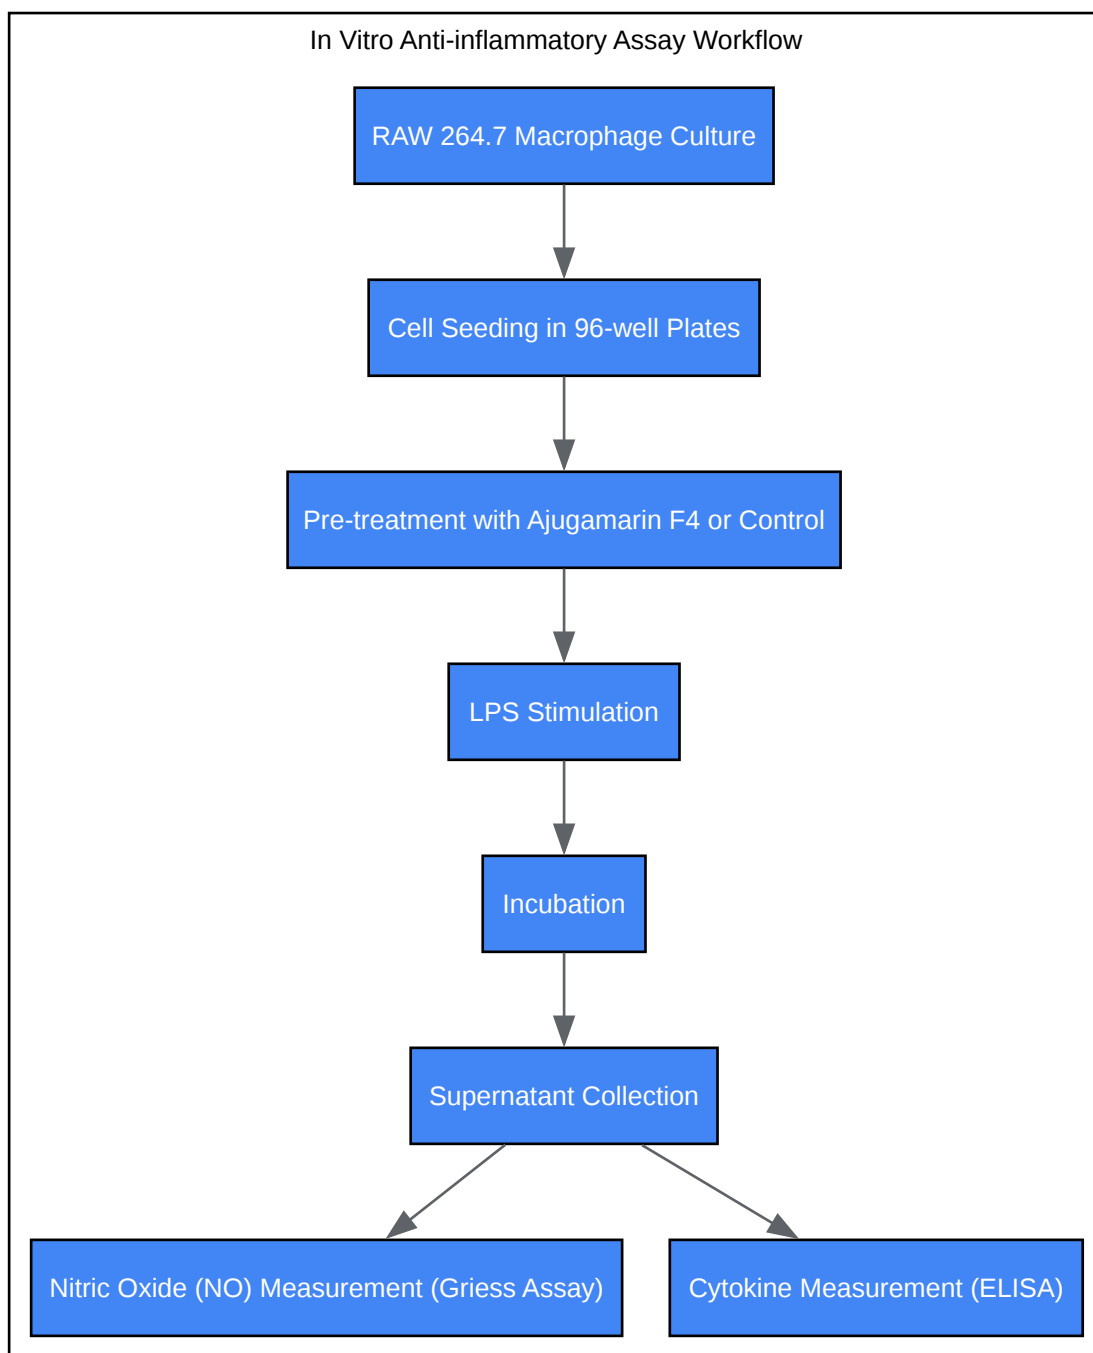 In Vitro Anti-inflammatory Assay Workflow
RAW 264.7 Macrophage Culture
Cell Seeding in 96-well Plates
Pre-treatment with Ajugamarin F4 or Control
LPS Stimulation
Incubation
Supernatant Collection
Nitric Oxide (NO) Measurement (Griess Assay)
Cytokine Measurement (ELISA)